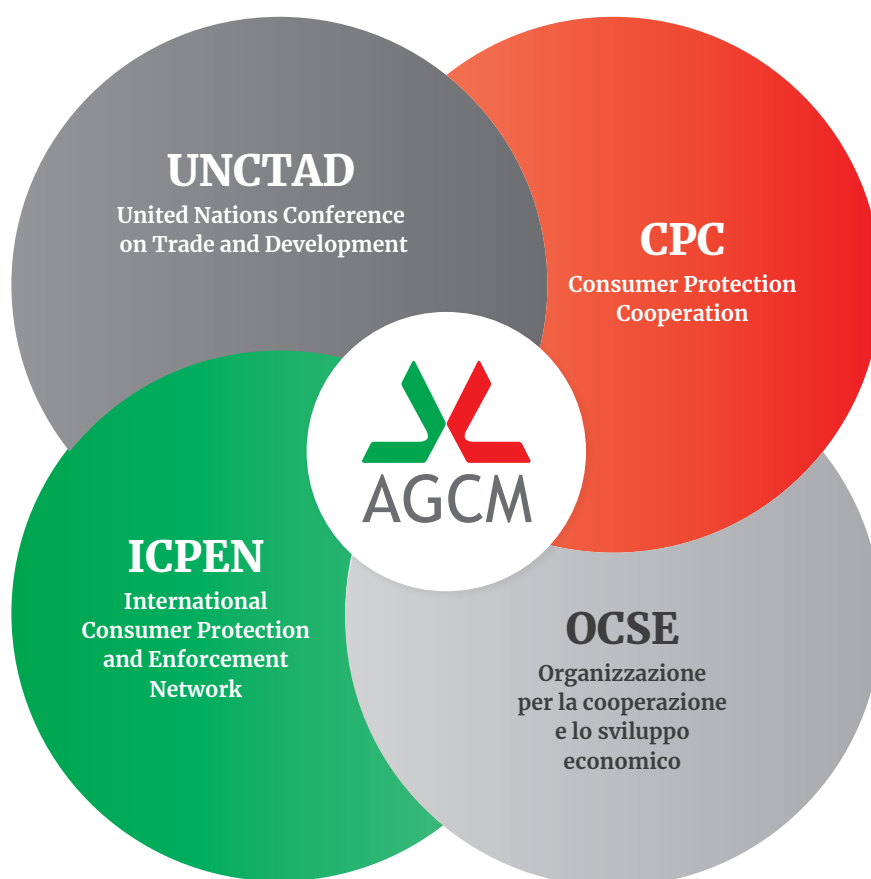 UNCTAD
United Nations Conference
on Trade and Development
CPC
Consumer Protection
Cooperation
AGCM
ICPEN
International
Consumer Protection
and Enforcement
Network
OCSE
Organizzazione
per la cooperazione
e lo sviluppo
economico